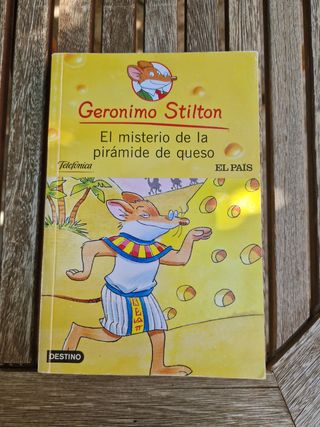 Geronimo Stilton
El misterio de la
pirámide de queso
Telefónica
EL PAÍS
DESTINO